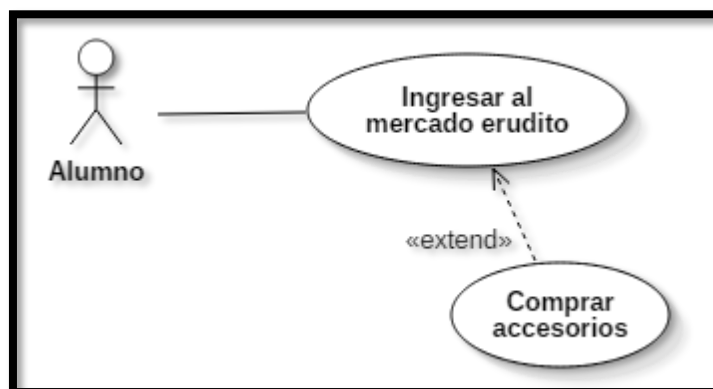 Ingresar al
mercado erudito
Alumno
«extend»
Comprar
accesorios